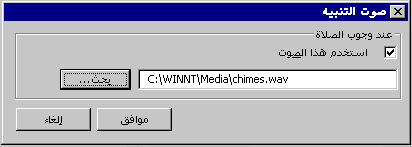 صوت التنبيه
عند وجوب الصلاة
استخدم هذا الصوت
C:\WINNT\Media\chimes.wav
بحث...
موافق
إلغاء